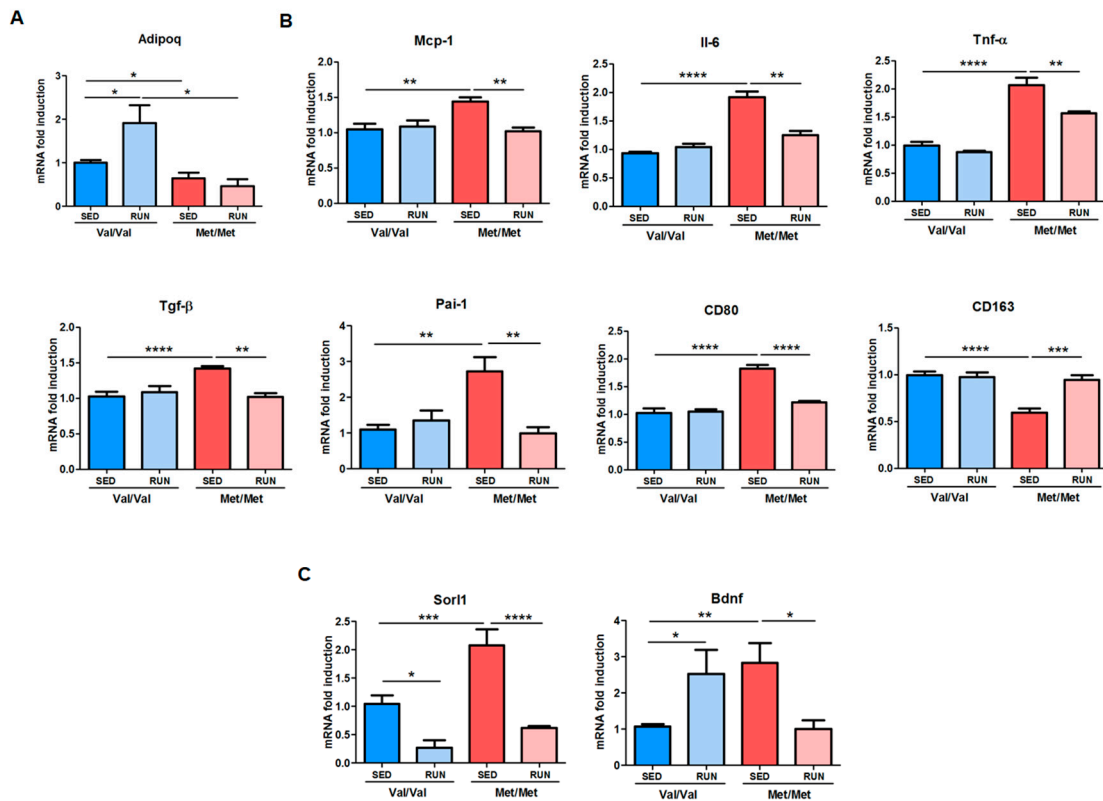 A
Adipoq
mRNA fold induction
3
2
1
0
*
*
*
SED RUN SED RUN
Val/Val Met/Met
B
Mcp-1
mRNA fold induction
2.0
1.5
1.0
0.5
0.0
** **
SED RUN SED RUN
Val/Val Met/Met
Il-6
mRNA fold induction
2.5
2.0
1.5
1.0
0.5
0.0
**** **
SED RUN SED RUN
Val/Val Met/Met
Tnf-α
mRNA fold induction
2.5
2.0
1.5
1.0
0.5
0.0
**** **
SED RUN SED RUN
Val/Val Met/Met
Tgf-β
mRNA fold induction
2.0
1.5
1.0
0.5
0.0
**** **
SED RUN SED RUN
Val/Val Met/Met
Pai-1
mRNA fold induction
4
3
2
1
0
** **
SED RUN SED RUN
Val/Val Met/Met
CD80
mRNA fold induction
2.5
2.0
1.5
1.0
0.5
0.0
**** ****
SED RUN SED RUN
Val/Val Met/Met
CD163
mRNA fold induction
1.5
1.0
0.5
0.0
**** ***
SED RUN SED RUN
Val/Val Met/Met
C
Sorl1
mRNA fold induction
2.5
2.0
1.5
1.0
0.5
0.0
*** ****
*
SED RUN SED RUN
Val/Val Met/Met
Bdnf
mRNA fold induction
4
3
2
1
0
** *
*
SED RUN SED RUN
Val/Val Met/Met